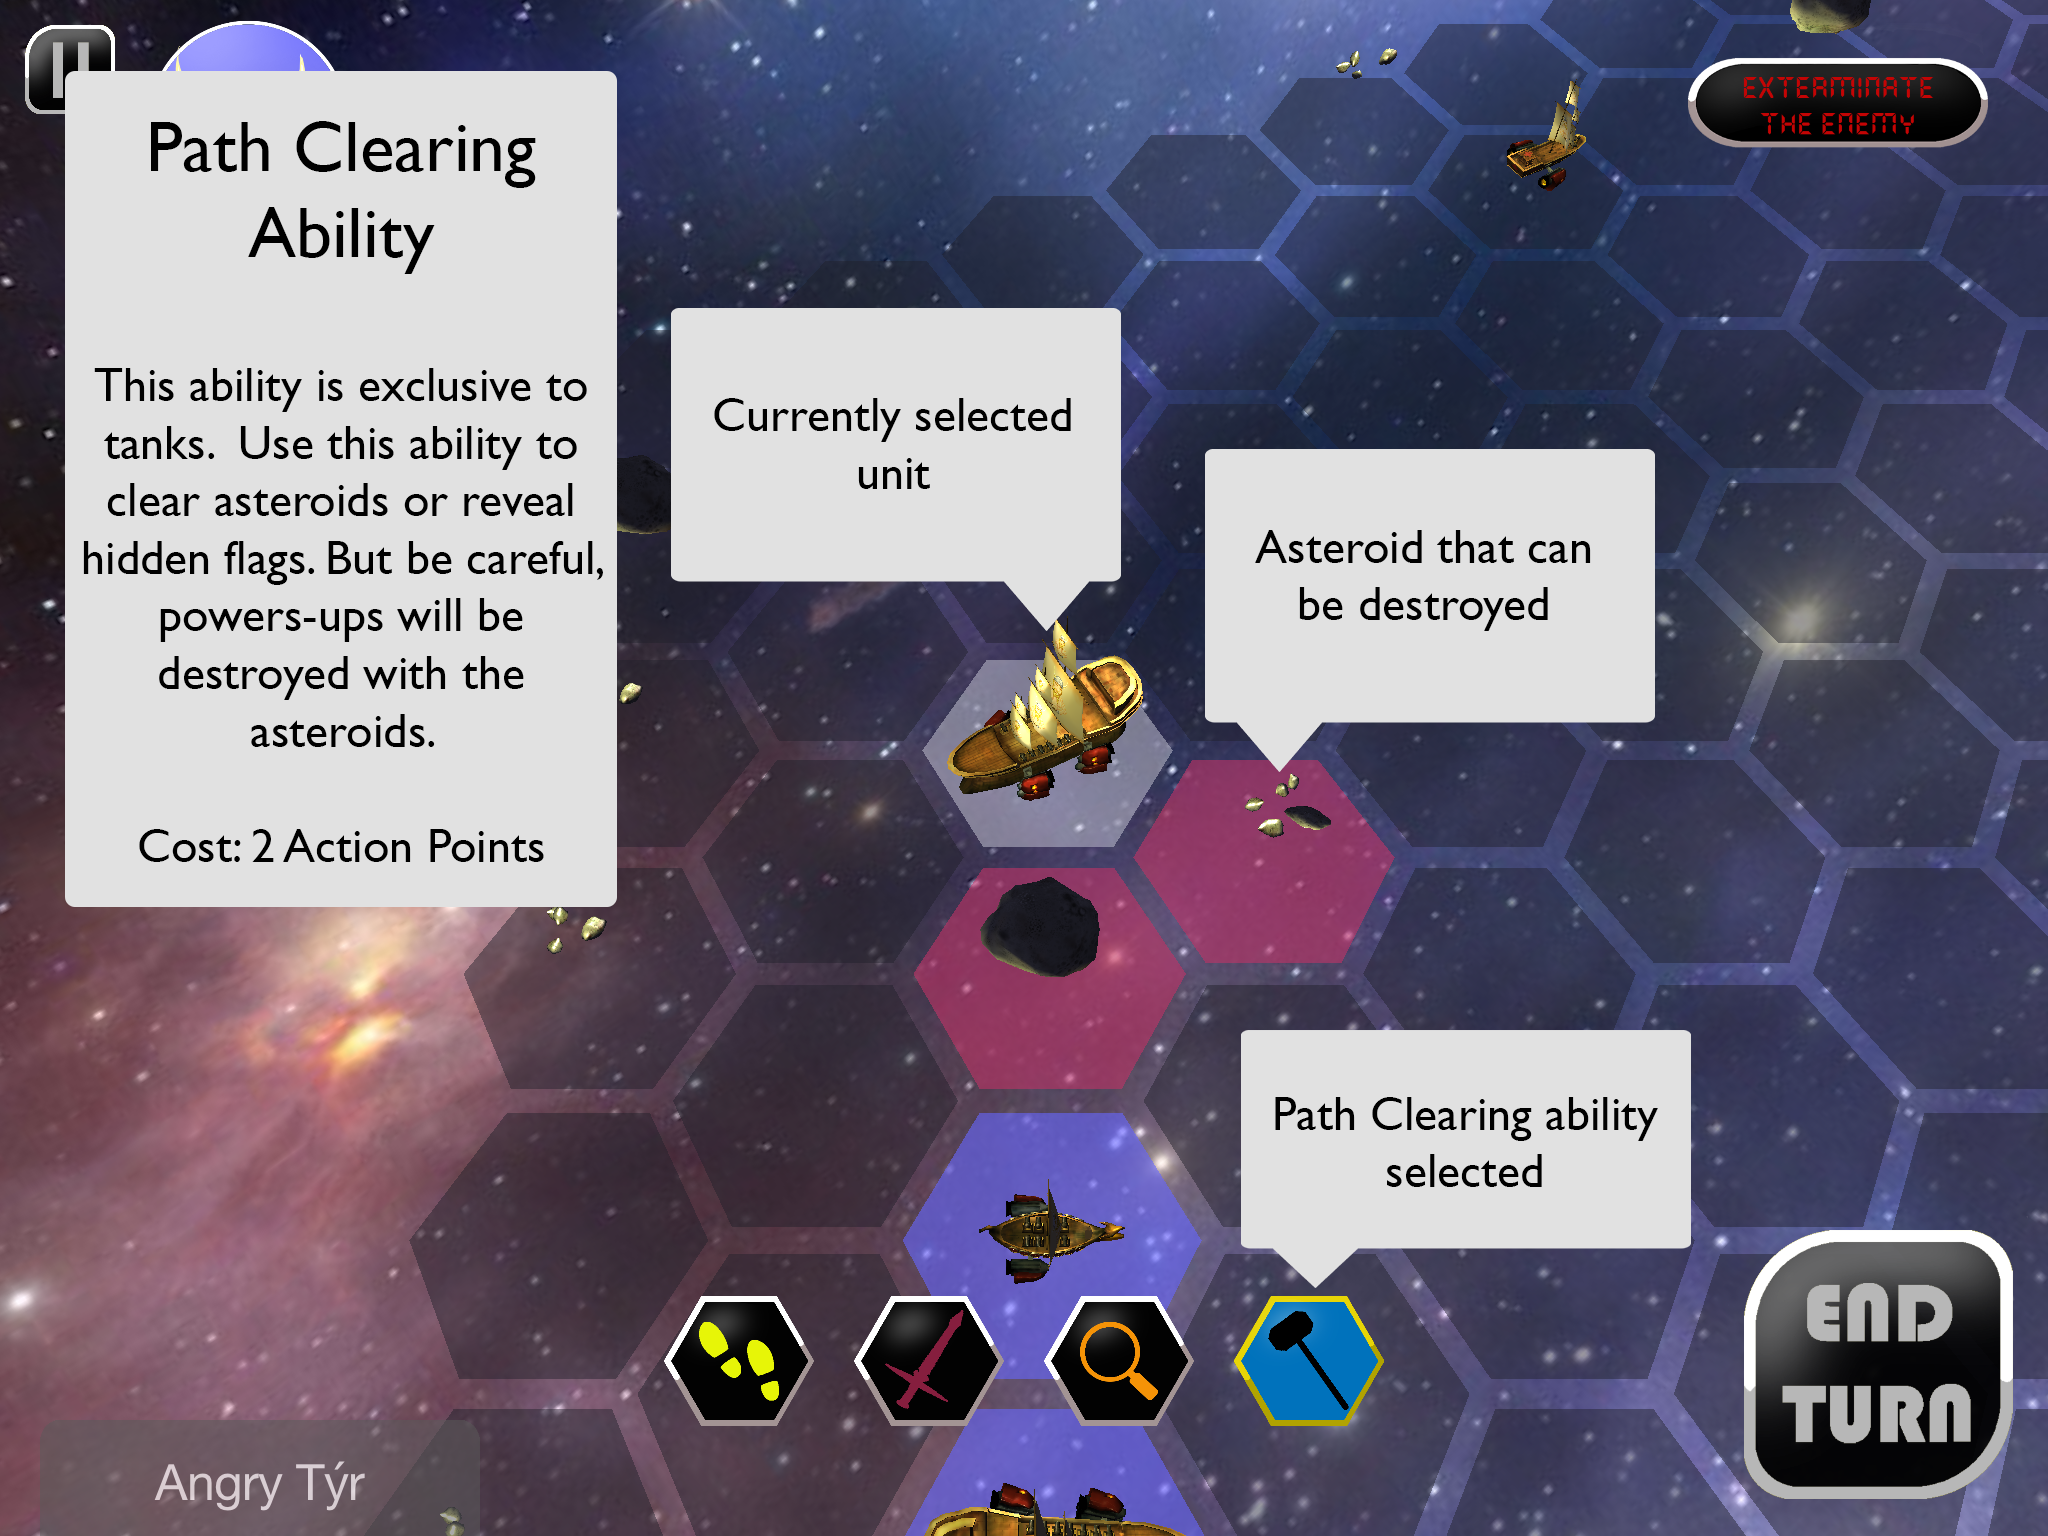 Path Clearing
Ability
This ability is exclusive to
tanks.  Use this ability to
clear asteroids or reveal
hidden flags. But be careful,
powers-ups will be
destroyed with the
asteroids.
Cost: 2 Action Points
EXTERMINATE
THE ENEMY
Currently selected
unit
Asteroid that can
be destroyed
Path Clearing ability
selected
END
TURN
Angry Týr